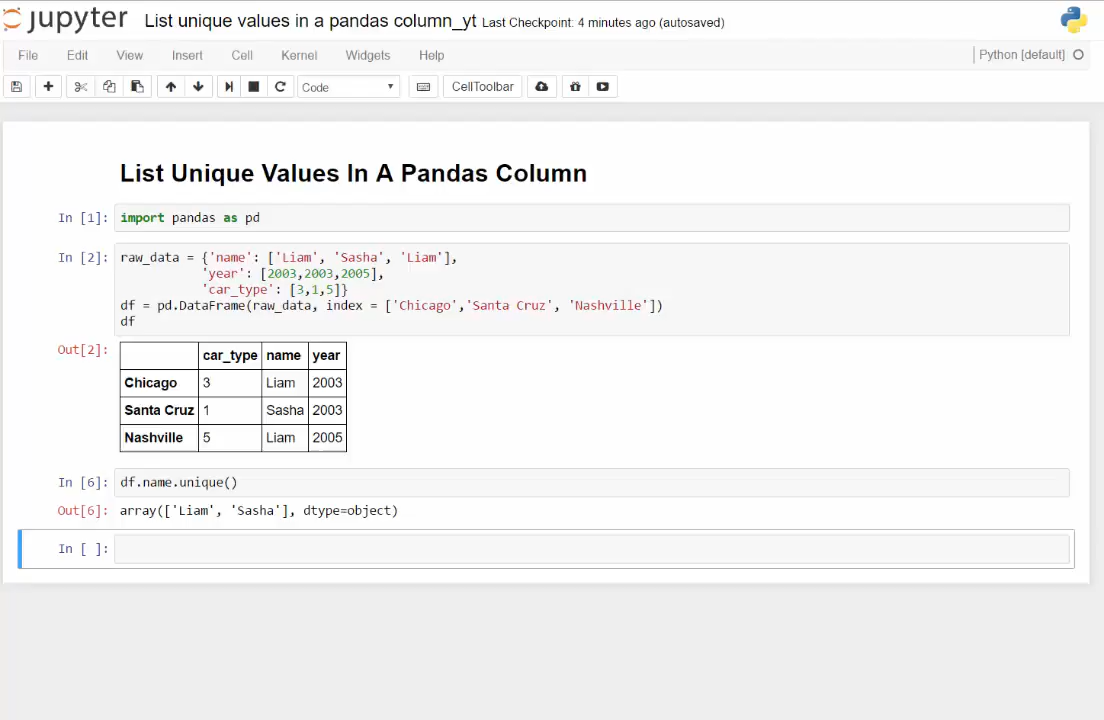 jupyter List unique values in a pandas column_yt Last Checkpoint: 4 minutes ago (autosaved)
File Edit View Insert Cell Kernel Widgets Help Python [default]
Code CellToolbar
List Unique Values In A Pandas Column
In [1]: import pandas as pd
In [2]: raw_data = {'name': ['Liam', 'Sasha', 'Liam'],
'year': [2003,2003,2005],
'car_type': [3,1,5]}
df = pd.DataFrame(raw_data, index = ['Chicago','Santa Cruz', 'Nashville'])
df
Out[2]: car_type name year
Chicago 3 Liam 2003
Santa Cruz 1 Sasha 2003
Nashville 5 Liam 2005
In [6]: df.name.unique()
Out[6]: array(['Liam', 'Sasha'], dtype=object)
In [ ]: